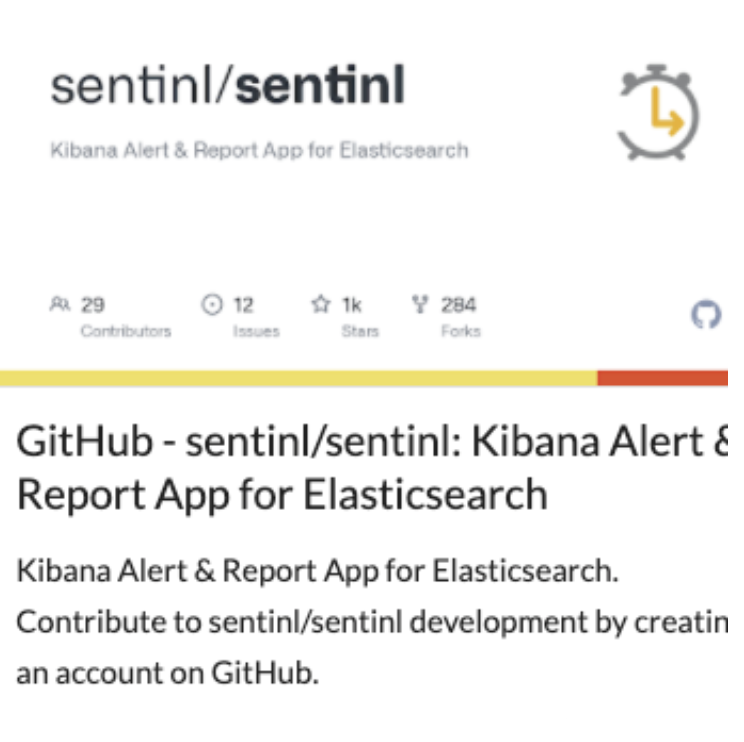 sentinl/sentinl
Kibana Alert & Report App for Elasticsearch
29 12 1k 284
Contributors Issues Stars Forks
GitHub - sentinl/sentinl: Kibana Alert &
Report App for Elasticsearch
Kibana Alert & Report App for Elasticsearch.
Contribute to sentinl/sentinl development by creatin
an account on GitHub.